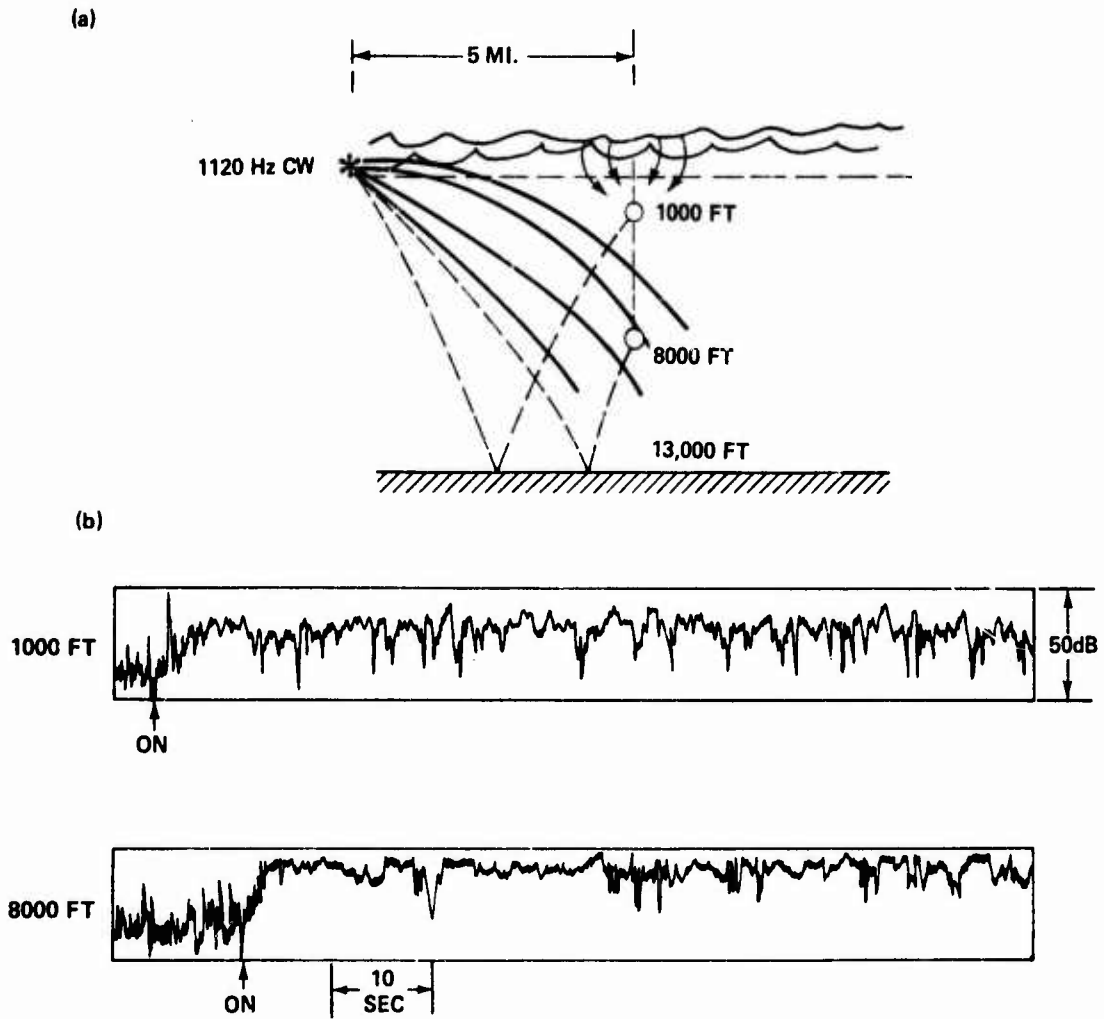 (a)
5 MI.
1120 Hz CW
1000 FT
8000 FT
13,000 FT
(b)
1000 FT
50dB
ON
8000 FT
10
SEC
ON